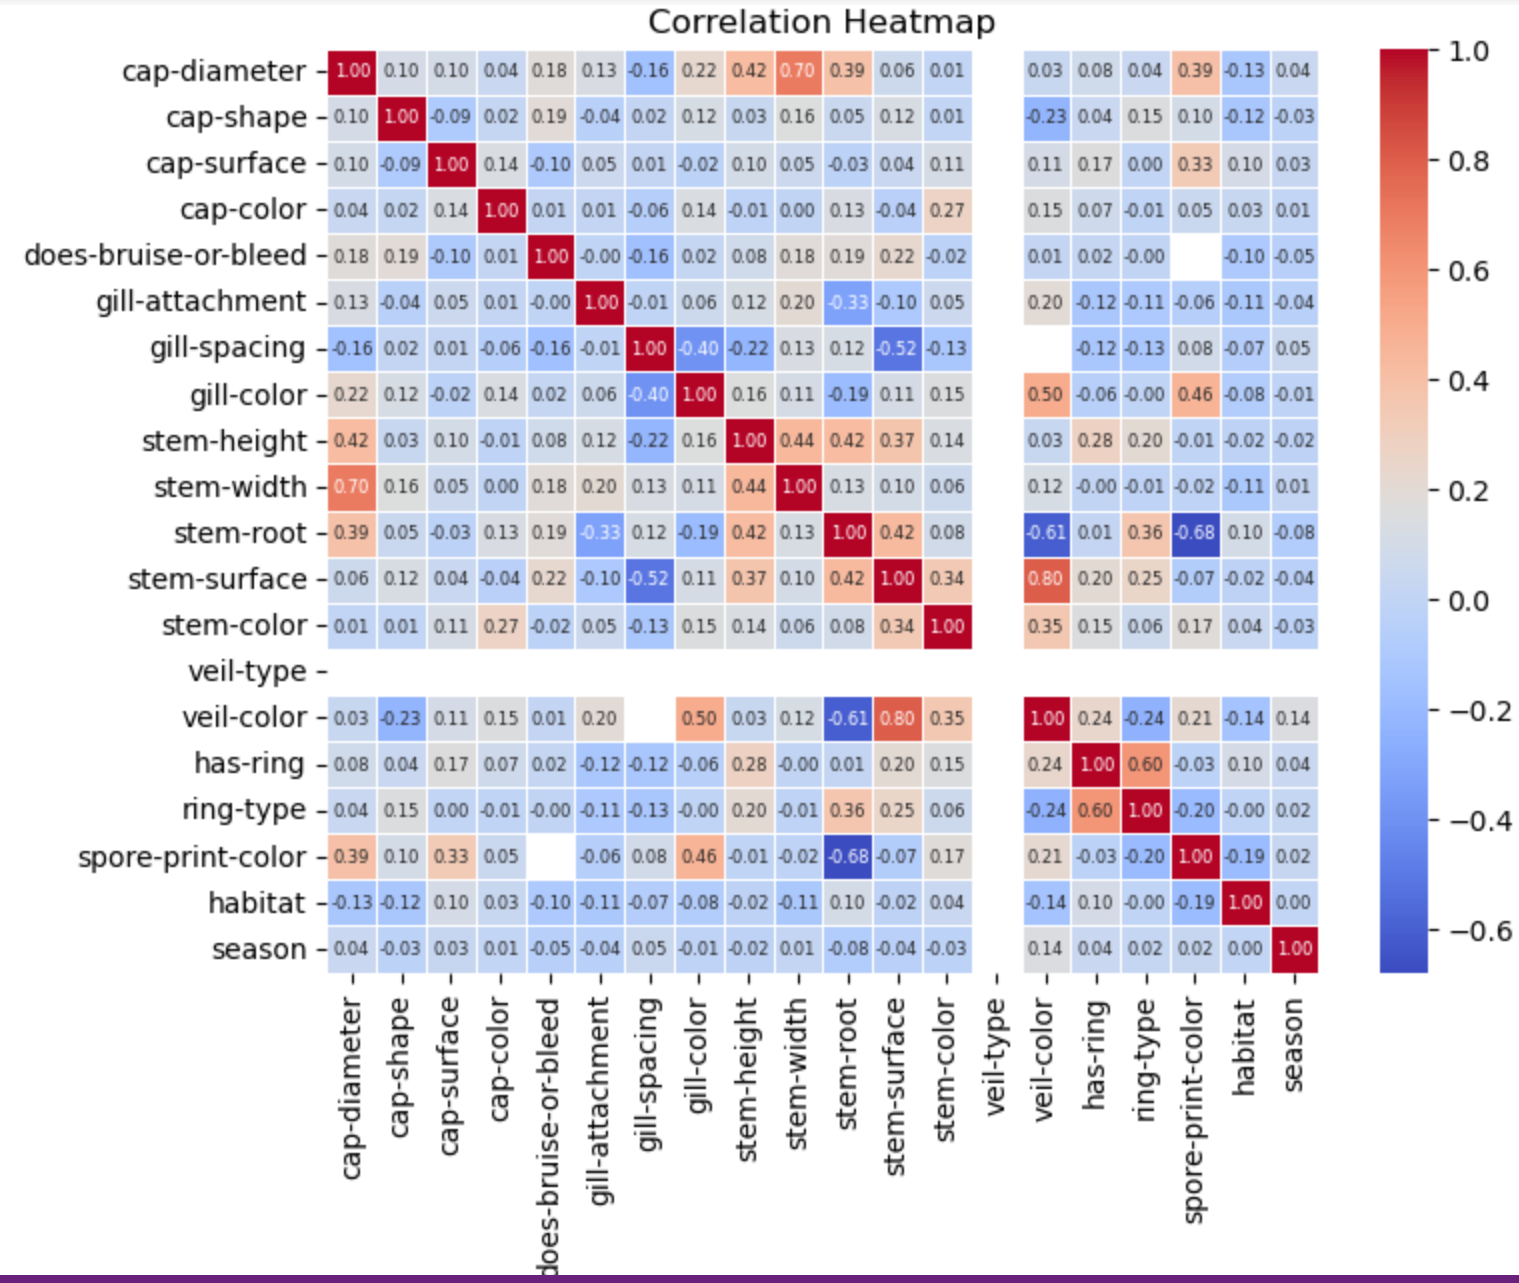 Correlation Heatmap
cap-diameter 1.00 0.10 0.10 0.04 0.18 0.13 -0.16 0.22 0.42 0.70 0.39 0.06 0.01 0.03 0.08 0.04 0.39 -0.13 0.04
cap-shape 0.10 1.00 -0.09 0.02 0.19 -0.04 0.02 0.12 0.03 0.16 0.05 0.12 0.01 -0.23 0.04 0.15 0.10 -0.12 -0.03
cap-surface 0.10 -0.09 1.00 0.14 -0.10 0.05 0.01 -0.02 0.10 0.05 -0.03 0.04 0.11 0.11 0.17 0.00 0.33 0.10 0.03
cap-color 0.04 0.02 0.14 1.00 0.01 0.01 -0.06 0.14 -0.01 0.00 0.13 -0.04 0.27 0.15 0.07 -0.01 0.05 0.03 0.01
does-bruise-or-bleed 0.18 0.19 -0.10 0.01 1.00 -0.00 -0.16 0.02 0.08 0.18 0.19 0.22 -0.02 0.01 0.02 -0.00 -0.10 -0.05
gill-attachment 0.13 -0.04 0.05 0.01 -0.00 1.00 -0.01 0.06 0.12 0.20 -0.33 -0.10 0.05 0.20 -0.12 -0.11 -0.06 -0.11 -0.04
gill-spacing -0.16 0.02 0.01 -0.06 -0.16 -0.01 1.00 -0.40 -0.22 0.13 0.12 -0.52 -0.13 -0.12 -0.13 0.08 -0.07 0.05
gill-color 0.22 0.12 -0.02 0.14 0.02 0.06 -0.40 1.00 0.16 0.11 -0.19 0.11 0.15 0.50 -0.06 -0.00 0.46 -0.08 -0.01
stem-height 0.42 0.03 0.10 -0.01 0.08 0.12 -0.22 0.16 1.00 0.44 0.42 0.37 0.14 0.03 0.28 0.20 -0.01 -0.02 -0.02
stem-width 0.70 0.16 0.05 0.00 0.18 0.20 0.13 0.11 0.44 1.00 0.13 0.10 0.06 0.12 -0.00 -0.01 -0.02 -0.11 0.01
stem-root 0.39 0.05 -0.03 0.13 0.19 -0.33 0.12 -0.19 0.42 0.13 1.00 0.42 0.08 -0.61 0.01 0.36 -0.68 0.10 -0.08
stem-surface 0.06 0.12 0.04 -0.04 0.22 -0.10 -0.52 0.11 0.37 0.10 0.42 1.00 0.34 0.80 0.20 0.25 -0.07 -0.02 -0.04
stem-color 0.01 0.01 0.11 0.27 -0.02 0.05 -0.13 0.15 0.14 0.06 0.08 0.34 1.00 0.35 0.15 0.06 0.17 0.04 -0.03
veil-type
veil-color 0.03 -0.23 0.11 0.15 0.01 0.20 0.50 0.03 0.12 -0.61 0.80 0.35 1.00 0.24 -0.24 0.21 -0.14 0.14
has-ring 0.08 0.04 0.17 0.07 0.02 -0.12 -0.12 -0.06 0.28 -0.00 0.01 0.20 0.15 0.24 1.00 0.60 -0.03 0.10 0.04
ring-type 0.04 0.15 0.00 -0.01 -0.00 -0.11 -0.13 -0.00 0.20 -0.01 0.36 0.25 0.06 -0.24 0.60 1.00 -0.20 -0.00 0.02
spore-print-color 0.39 0.10 0.33 0.05 -0.06 0.08 0.46 -0.01 -0.02 -0.68 -0.07 0.17 0.21 -0.03 -0.20 1.00 -0.19 0.02
habitat -0.13 -0.12 0.10 0.03 -0.10 -0.11 -0.07 -0.08 -0.02 -0.11 0.10 -0.02 0.04 -0.14 0.10 -0.00 -0.19 1.00 0.00
season 0.04 -0.03 0.03 0.01 -0.05 -0.04 0.05 -0.01 -0.02 0.01 -0.08 -0.04 -0.03 0.14 0.04 0.02 0.02 0.00 1.00
cap-diameter
cap-shape
cap-surface
cap-color
does-bruise-or-bleed
gill-attachment
gill-spacing
gill-color
stem-height
stem-width
stem-root
stem-surface
stem-color
veil-type
veil-color
has-ring
ring-type
spore-print-color
habitat
season
1.0
0.8
0.6
0.4
0.2
0.0
−0.2
−0.4
−0.6